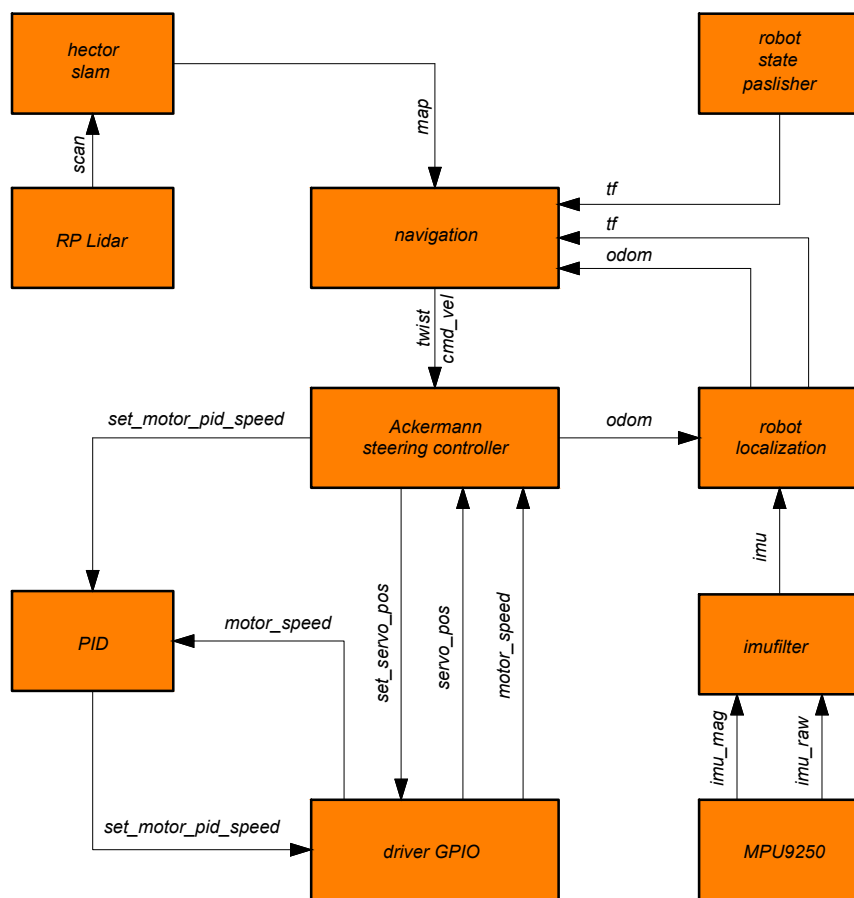 hector
slam
robot
state
paslisher
map
scan
tf
RP Lidar
navigation
tf
odom
twist
cmd_vel
set_motor_pid_speed
Ackermann
steering controller
odom
robot
localization
imu
set_servo_pos
servo_pos
motor_speed
PID
motor_speed
imufilter
imu_mag
imu_raw
set_motor_pid_speed
driver GPIO
MPU9250